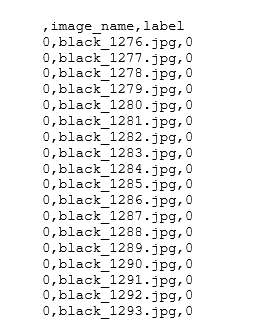 ,image_name,label
0,black_1276.jpg,0
0,black_1277.jpg,0
0,black_1278.jpg,0
0,black_1279.jpg,0
0,black_1280.jpg,0
0,black_1281.jpg,0
0,black_1282.jpg,0
0,black_1283.jpg,0
0,black_1284.jpg,0
0,black_1285.jpg,0
0,black_1286.jpg,0
0,black_1287.jpg,0
0,black_1288.jpg,0
0,black_1289.jpg,0
0,black_1290.jpg,0
0,black_1291.jpg,0
0,black_1292.jpg,0
0,black_1293.jpg,0